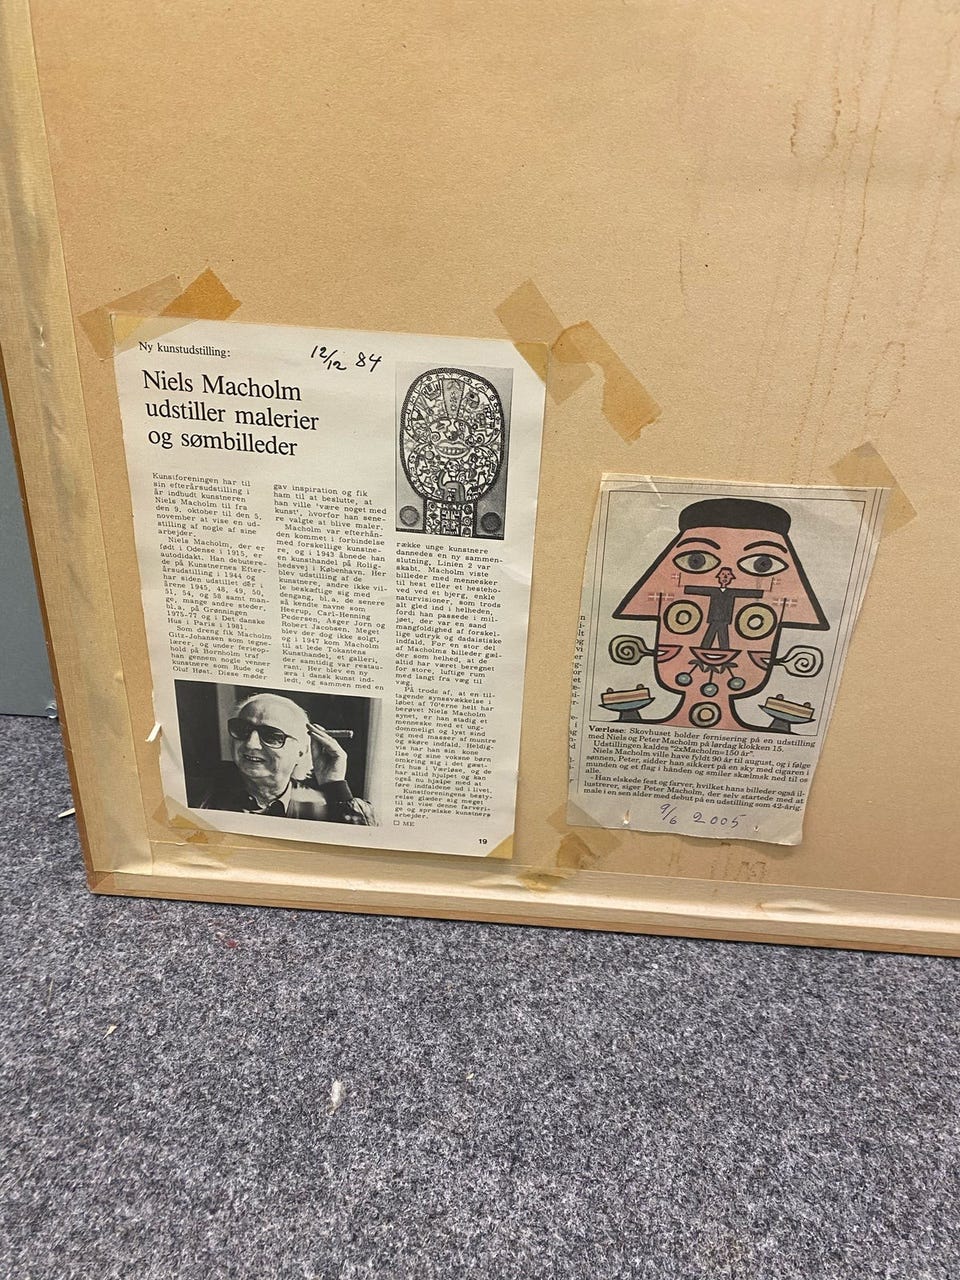 Ny kunstudstilling:
12/12 84
Niels Macholm
udstiller malerier
og sømbilleder
Kunstforeningen har til
sin efterårsudstilling i
år indbudt kunstneren
Niels Macholm til fra
den 9. oktober til den 5.
november at vise en ud-
stilling af nogle af sine
arbejder.
Niels Macholm, der er
født i Odense i 1915, er
autodidakt. Han debutere-
de på Kunstnernes Efter-
årsudstilling i 1944 og
har siden udstillet dér i
årene 1945, 48, 49, 50,
51, 54, og 58 samt man-
ge, mange andre steder,
bl.a. på Grønningen
1975-77 og i Det danske
Hus i Paris i 1981.
Som dreng fik Macholm
Gitz-Johansen som tegne-
lærer, og under ferieop-
hold på Bornholm traf
han gennem nogle venner
kunstnere som Rude og
Oluf Høst. Disse møder
gav inspiration og fik
ham til at beslutte, at
han ville 'være noget med
kunst', hvorfor han sene-
re valgte at blive maler.
Macholm var efterhån-
den kommet i forbindelse
med forskellige kunstne-
re, og i 1943 åbnede han
en kunsthandel på Rolig-
hedsvej i København. Her
blev udstilling af de
kunstnere, andre ikke vil-
le beskæftige sig med
dengang, bl.a. de senere
så kendte navne som
Heerup, Carl-Henning
Pedersen, Asger Jorn og
Robert Jacobsen. Meget
blev der dog ikke solgt,
og i 1947 kom Macholm
til at lede Tokantens
Kunsthandel, et galleri,
der samtidig var restau-
rant. Her blev en ny
æra i dansk kunst ind-
ledt, og sammen med en
række unge kunstnere
dannedes en ny sammen-
slutning, Linien 2 var
skabt. Macholm viste
billeder med mennesker
til hest eller et hesteho-
ved ved et bjerg, enkle
naturvisioner, som trods
alt gled ind i helheden,
fordi han passede i mil-
jøet, der var en sand
mangfoldighed af forskel-
lige udtryk og dadaistiske
indfald. For en stor del
af Macholms billeder gæl-
der som helhed, at de
altid har været beregnet
for store, luftige rum
med langt fra væg til
væg.
På trods af, at en til-
tagende synssvækkelse i
løbet af 70'erne helt har
berøvet Niels Macholm
synet, er han stadig et
menneske med et ung-
dommeligt og lyst sind
og med masser af muntre
og skøre indfald. Heldig-
vis har han sin kone
Ilse og sine voksne børn
omkring sig i det gæst-
fri hus i Værløse, og de
har altid hjulpet og kan
også nu hjælpe med at
føre indfaldene ud i livet.
Kunstforeningens besty-
relse glæder sig meget
til at vise denne farveri-
ge og sprælske kunstners
arbejder.
□ ME
19
Værløse: Skovhuset holder fernisering på en udstilling
med Niels og Peter Macholm på lørdag klokken 15.
Udstillingen kaldes "2xMacholm=150 år".
Niels Macholm ville have fyldt 90 år til august, og i følge
sønnen, Peter, sidder han sikkert på en sky med cigaren i
munden og et flag i hånden og smiler skælmsk ned til os
alle.
- Han elskede fest og farver, hvilket hans billeder også il-
lustrerer, siger Peter Macholm, der selv startede med at
male i en sen alder med debut på en udstilling som 42-årig.
9/6 2005